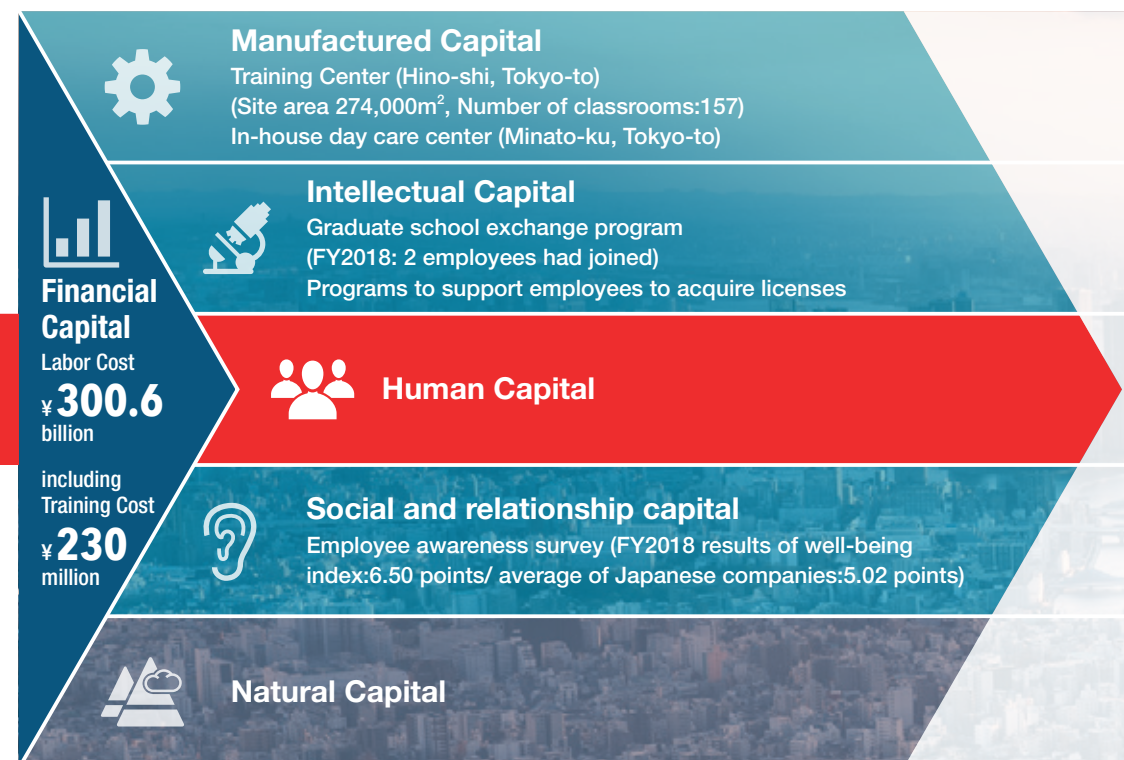 Manufactured Capital
Training Center (Hino-shi, Tokyo-to)
(Site area 274,000m², Number of classrooms:157)
In-house day care center (Minato-ku, Tokyo-to)
Intellectual Capital
Graduate school exchange program
(FY2018: 2 employees had joined)
Programs to support employees to acquire licenses
Financial
Capital
Labor Cost
¥300.6
billion
including
Training Cost
¥230
million
Human Capital
Social and relationship capital
Employee awareness survey (FY2018 results of well-being
index:6.50 points/ average of Japanese companies:5.02 points)
Natural Capital